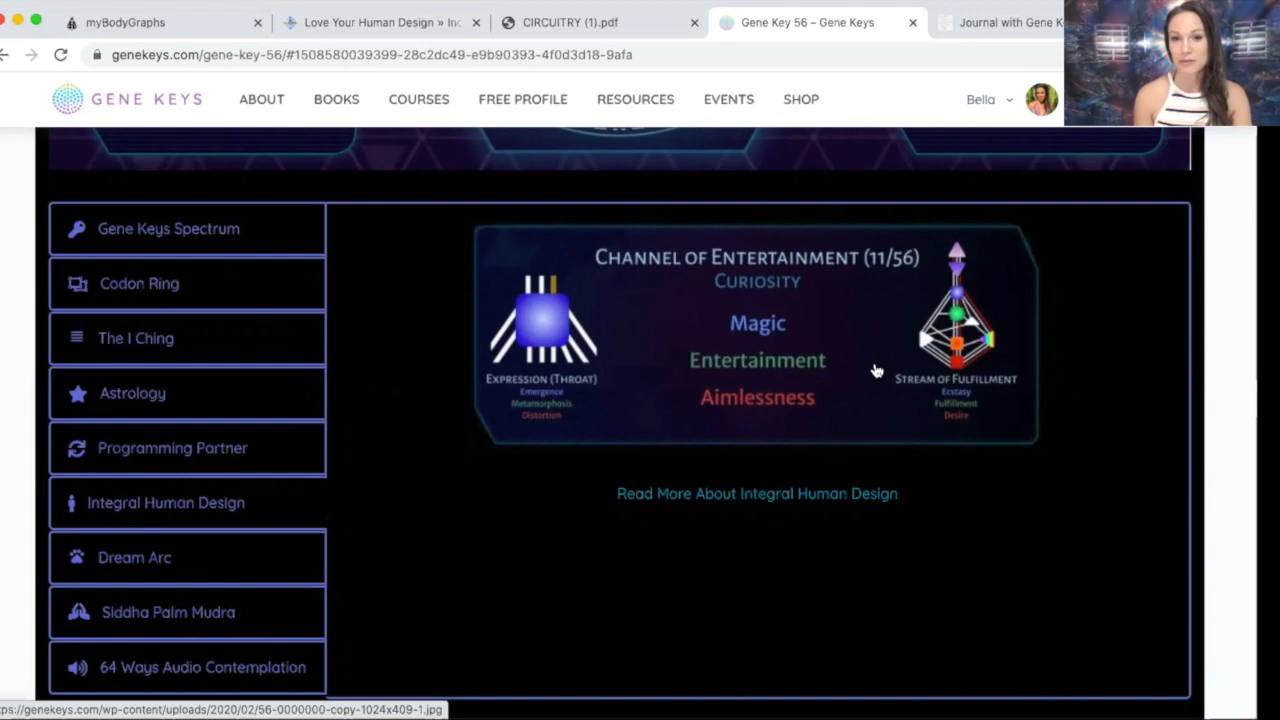 myBodyGraphs
Love Your Human Design » Inc
CIRCUITRY (1).pdf
Gene Key 56 – Gene Keys
Journal with Gene K
genekeys.com/gene-key-56/#1508580039399-28c2dc49-e9b90393-4f0d3d18-9afa
GENE KEYS
ABOUT
BOOKS
COURSES
FREE PROFILE
RESOURCES
EVENTS
SHOP
Bella
Gene Keys Spectrum
Codon Ring
The I Ching
Astrology
Programming Partner
Integral Human Design
Dream Arc
Siddha Palm Mudra
64 Ways Audio Contemplation
CHANNEL OF ENTERTAINMENT (11/56)
CURIOSITY
Magic
Entertainment
Aimlessness
EXPRESSION (THROAT)
Emergence
Metamorphosis
Distortion
STREAM OF FULFILLMENT
Ecstasy
Fulfillment
Desire
Read More About Integral Human Design
ps://genekeys.com/wp-content/uploads/2020/02/56-0000000-copy-1024x409-1.jpg